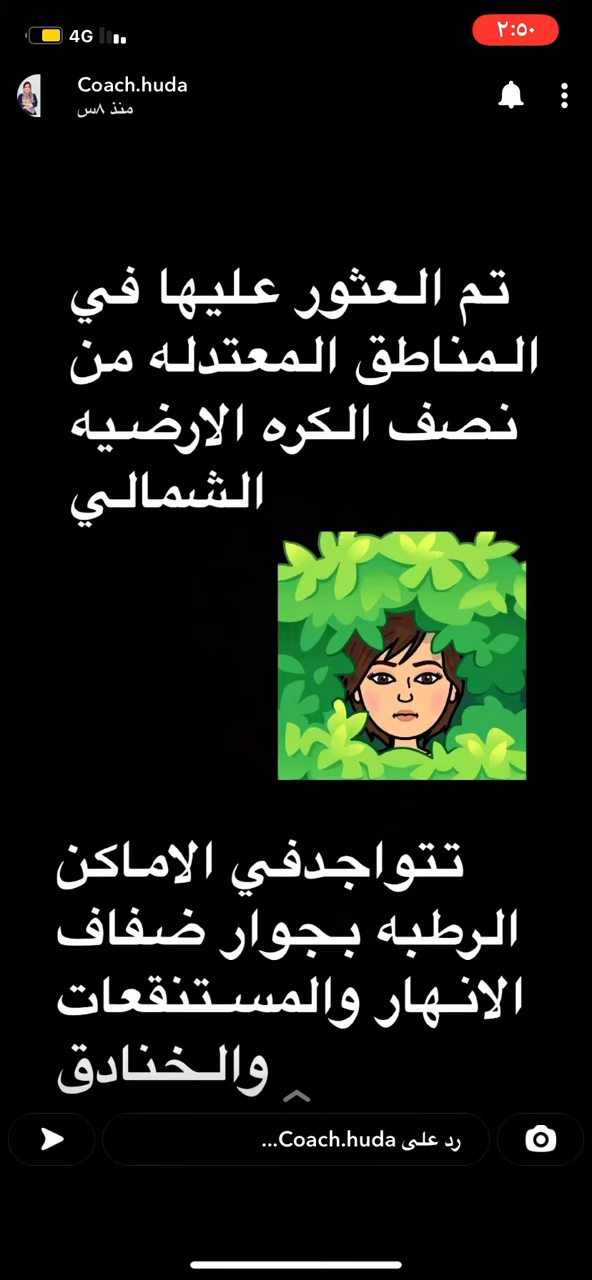 4G
٢:٥٠
Coach.huda
منذ ٨س
تم العثور عليها في
المناطق المعتدله من
نصف الكره الارضيه
الشمالي
تتواجدفي الاماكن
الرطبه بجوار ضفاف
الانهار والمستنقعات
والخنادق
رد على Coach.huda...